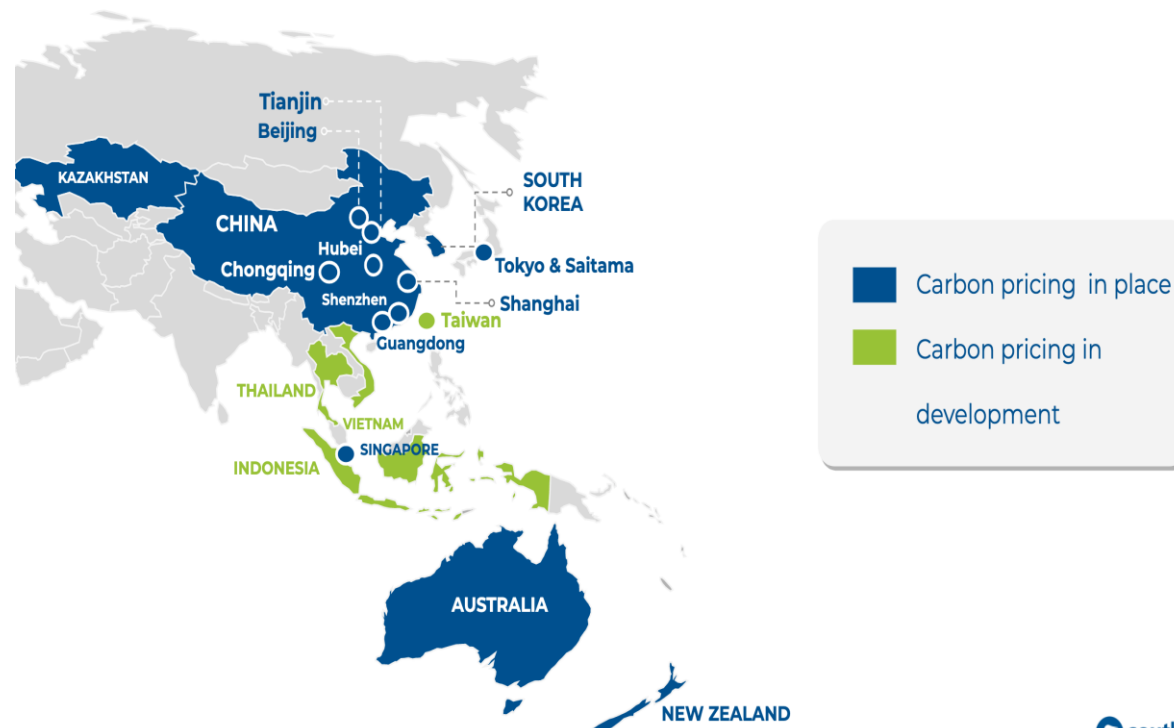 Tianjin
Beijing
KAZAKHSTAN
SOUTH
KOREA
CHINA
Hubei
Chongqing
Tokyo & Saitama
Shenzhen
Shanghai
Taiwan
Guangdong
THAILAND
VIETNAM
SINGAPORE
INDONESIA
AUSTRALIA
NEW ZEALAND
Carbon pricing in place
Carbon pricing in
development